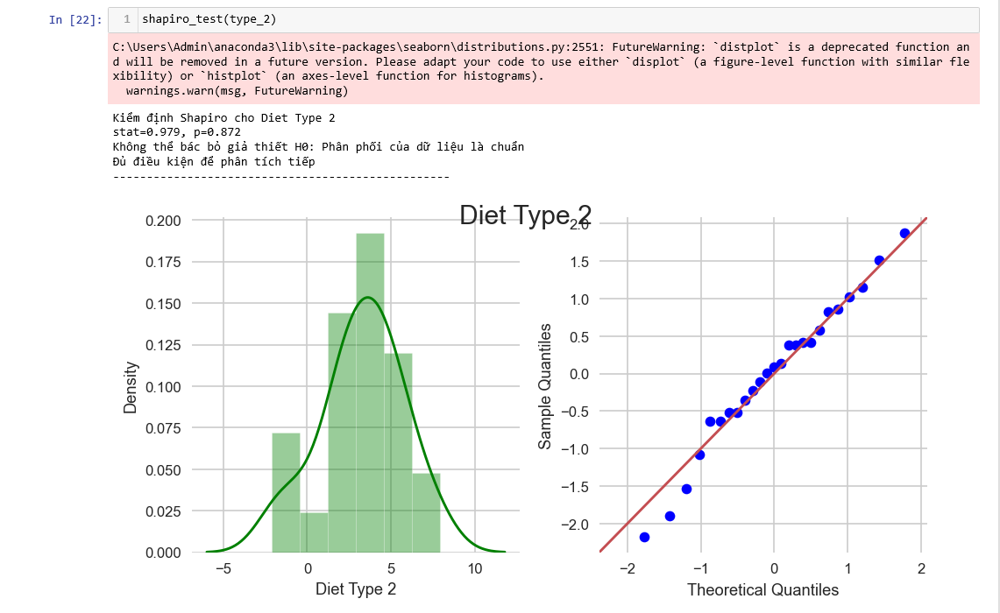 In [22]:
1 shapiro_test(type_2)
C:\Users\Admin\anaconda3\lib\site-packages\seaborn\distributions.py:2551: FutureWarning: `distplot` is a deprecated function an
d will be removed in a future version. Please adapt your code to use either `displot` (a figure-level function with similar fle
xibility) or `histplot` (an axes-level function for histograms).
warnings.warn(msg, FutureWarning)
Kiểm định Shapiro cho Diet Type 2
stat=0.979, p=0.872
Không thể bác bỏ giả thiết H0: Phân phối của dữ liệu là chuẩn
Đủ điều kiện để phân tích tiếp
--------------------------------------------------
Diet Type 2
0.200
0.175
0.150
0.125
0.100
0.075
0.050
0.025
0.000
Density
−5 0 5 10
Diet Type 2
2.0
1.5
1.0
0.5
0.0
−0.5
−1.0
−1.5
−2.0
Sample Quantiles
−2 −1 0 1 2
Theoretical Quantiles